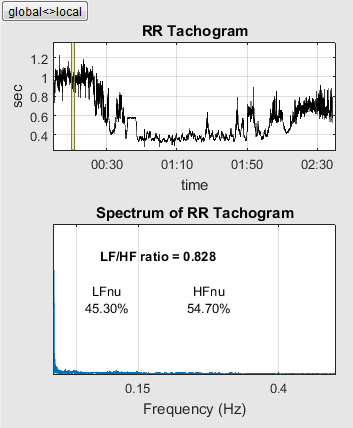 global<>local
RR Tachogram
1.2
1
0.8
0.6
0.4
sec
00:30 01:10 01:50 02:30
time
Spectrum of RR Tachogram
LF/HF ratio = 0.828
LFnu HFnu
45.30% 54.70%
0.15 0.4
Frequency (Hz)